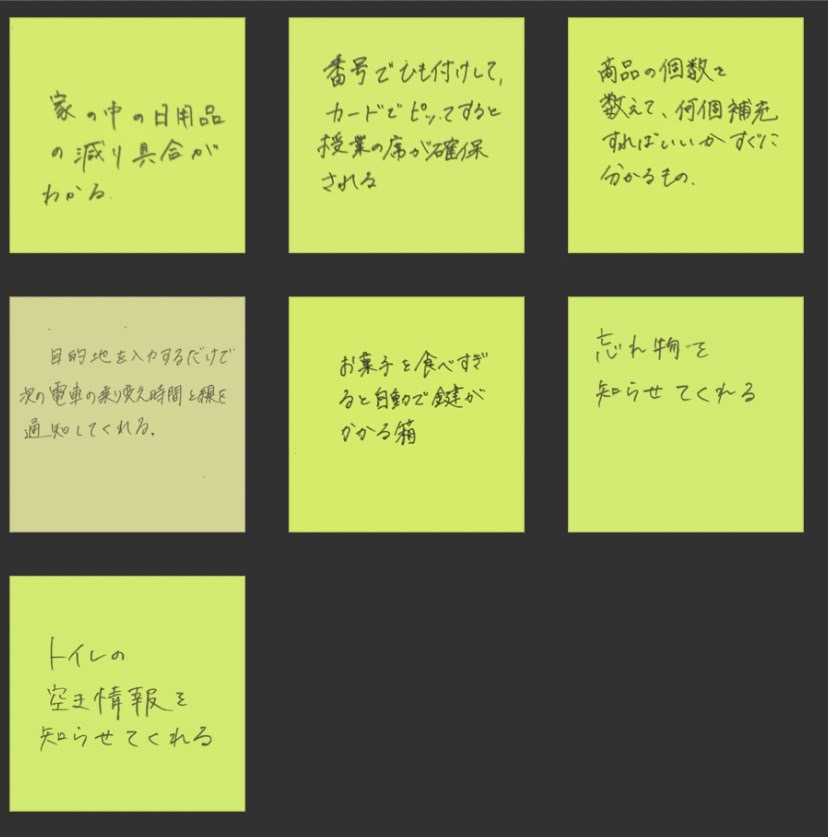 家の中の日用品
の減り具合が
わかる.
番号でひも付けして,
カードでピッてすると
授業の席が確保
される
商品の個数を
数えて、何個補充
すればいいかすぐに
分かるもの.
目的地を入力するだけで
次の電車の乗り変え時間と線を
通知してくれる.
お菓子を食べすぎ
ると自動で鍵が
かかる箱
忘れ物を
知らせてくれる
トイレの
空き情報を
知らせてくれる